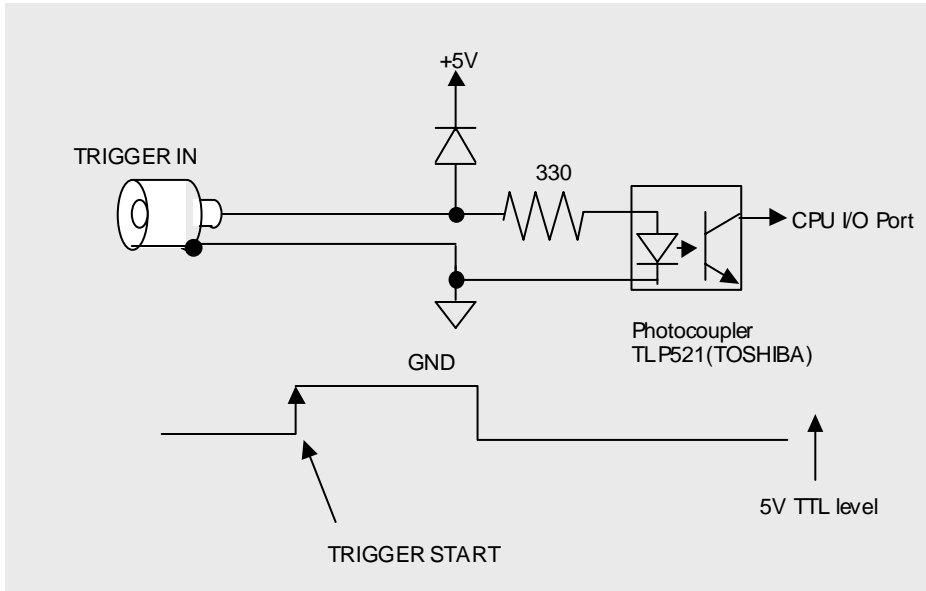 +5V
TRIGGER IN
330
CPU I/O Port
Photocoupler
TLP521(TOSHIBA)
GND
5V TTL level
TRIGGER START